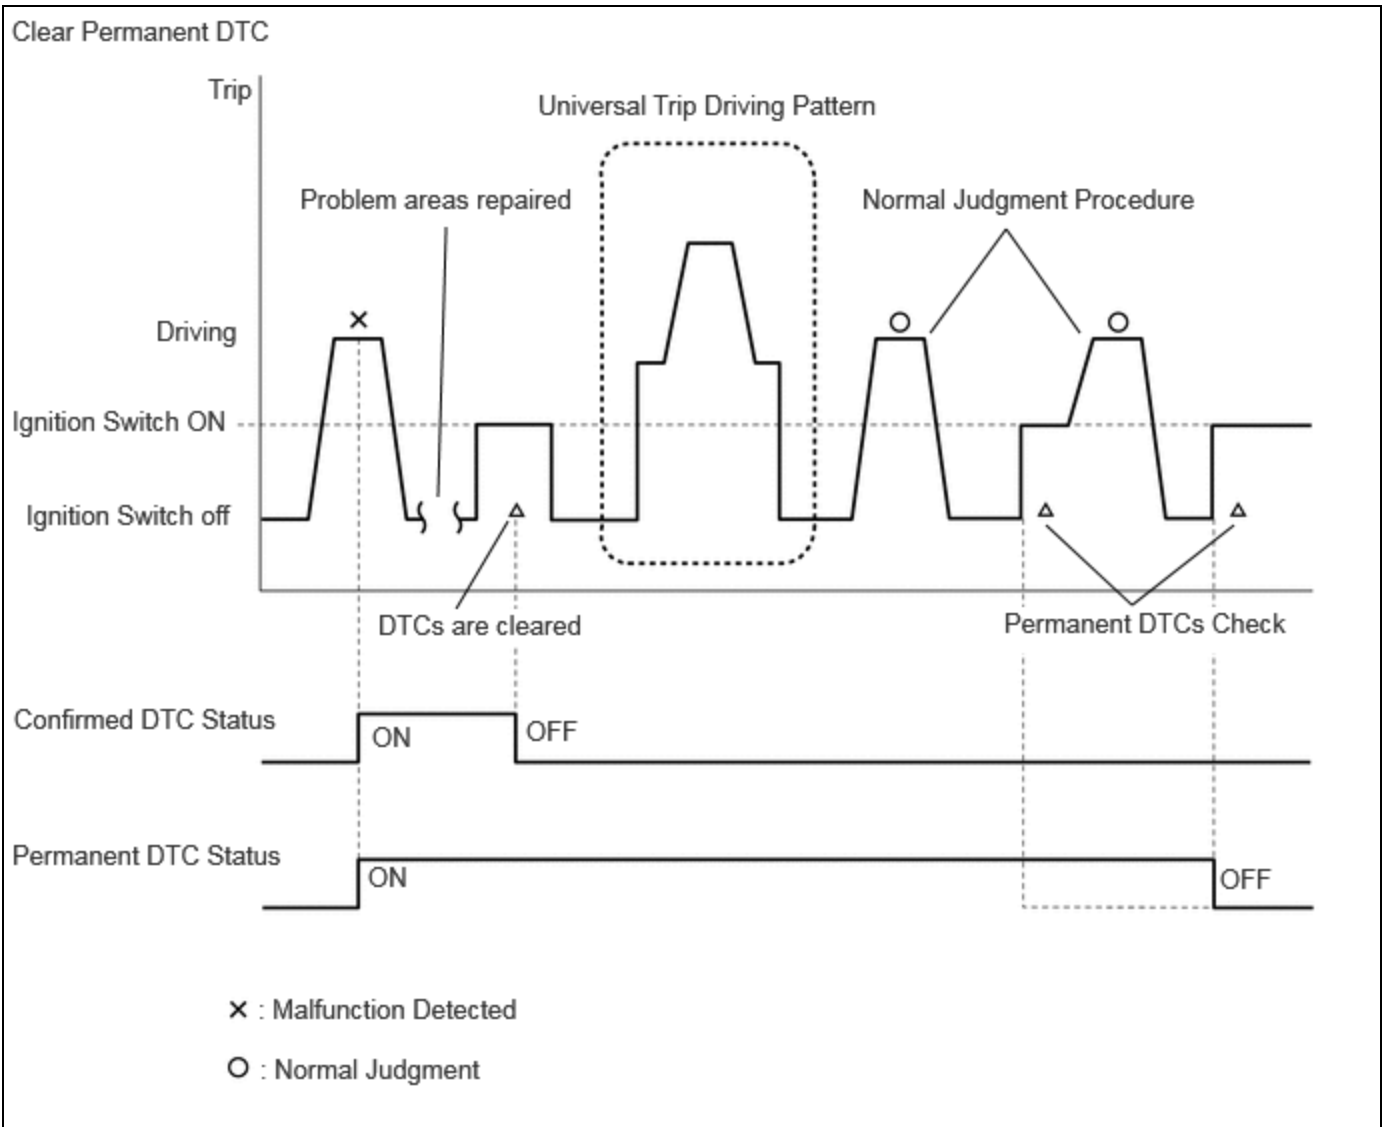 Clear Permanent DTC
Trip
Universal Trip Driving Pattern
Problem areas repaired
Normal Judgment Procedure
Driving
Ignition Switch ON
Ignition Switch off
DTCs are cleared
Permanent DTCs Check
Confirmed DTC Status
ON
OFF
Permanent DTC Status
ON
OFF
× : Malfunction Detected
○ : Normal Judgment